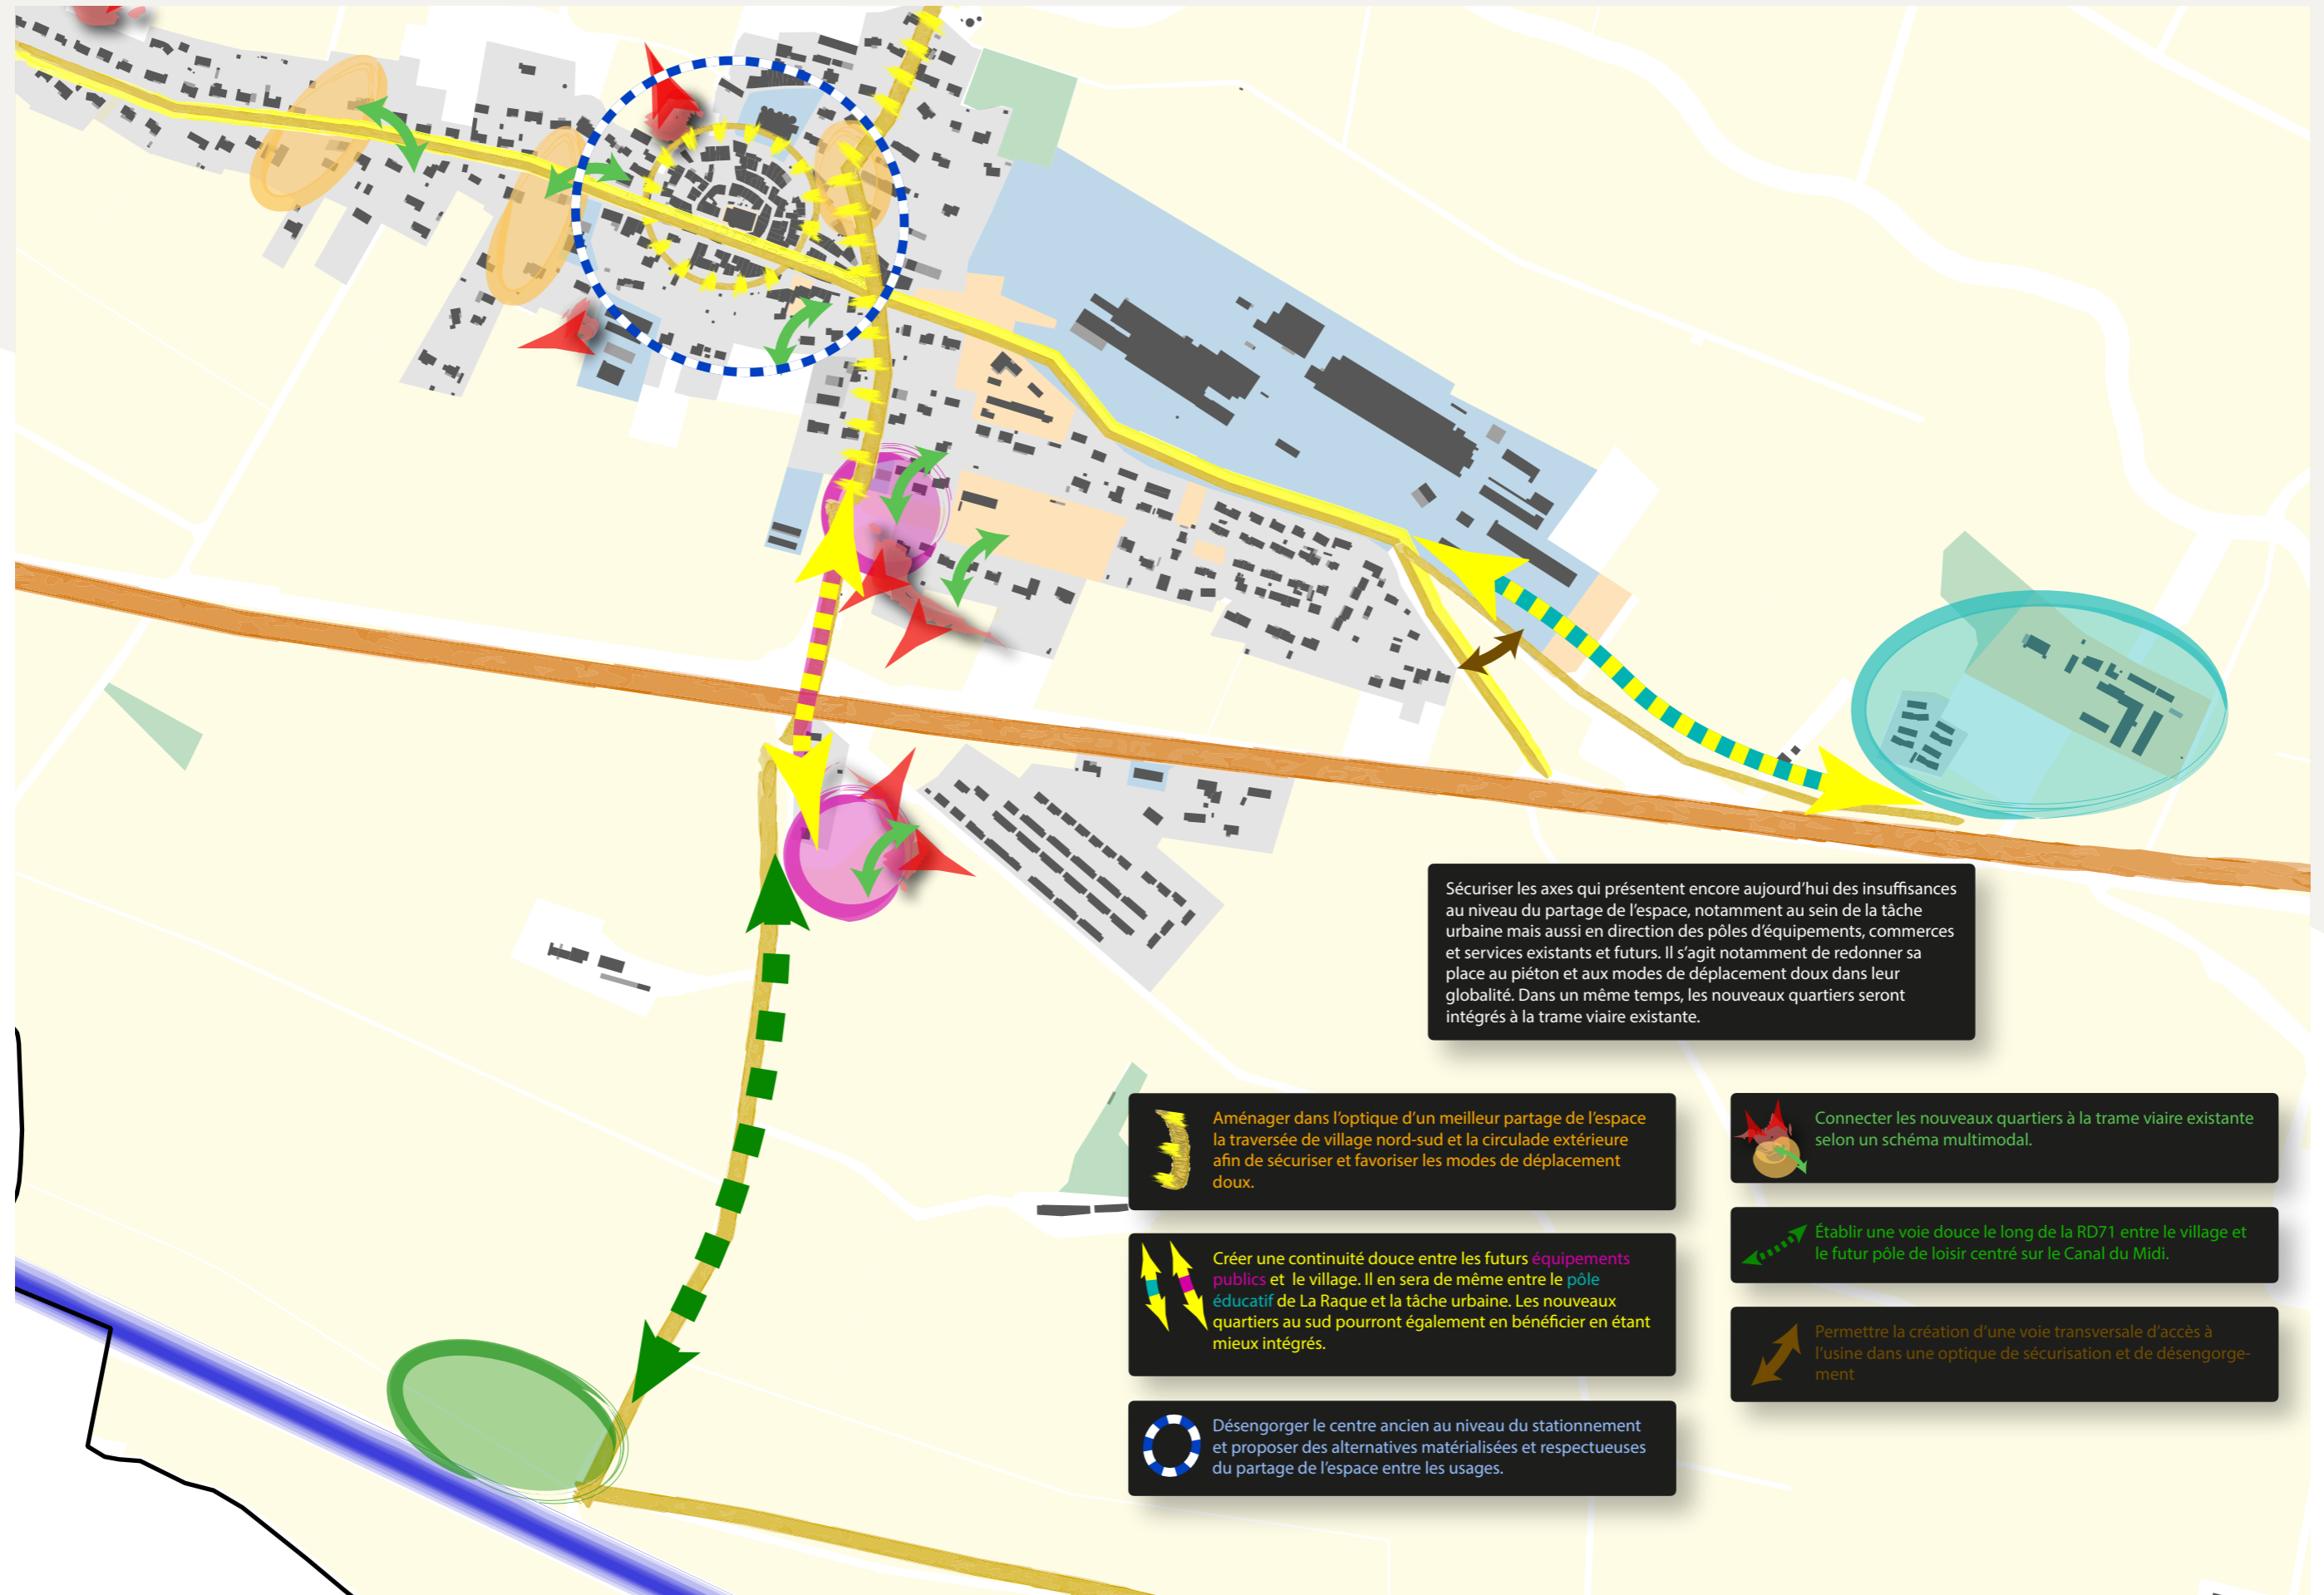 Sécuriser les axes qui présentent encore aujourd'hui des insuffisances
au niveau du partage de l'espace, notamment au sein de la tâche
urbaine mais aussi en direction des pôles d'équipements, commerces
et services existants et futurs. Il s'agit notamment de redonner sa
place au piéton et aux modes de déplacement doux dans leur
globalité. Dans un même temps, les nouveaux quartiers seront
intégrés à la trame viaire existante.
Aménager dans l'optique d'un meilleur partage de l'espace
la traversée de village nord-sud et la circulade extérieure
afin de sécuriser et favoriser les modes de déplacement
doux.
Créer une continuité douce entre les futurs équipements
publics et le village. Il en sera de même entre le pôle
éducatif de La Raque et la tâche urbaine. Les nouveaux
quartiers au sud pourront également en bénéficier en étant
mieux intégrés.
Désengorger le centre ancien au niveau du stationnement
et proposer des alternatives matérialisées et respectueuses
du partage de l'espace entre les usages.
Connecter les nouveaux quartiers à la trame viaire existante
selon un schéma multimodal.
Établir une voie douce le long de la RD71 entre le village et
le futur pôle de loisir centré sur le Canal du Midi.
Permettre la création d'une voie transversale d'accès à
l'usine dans une optique de sécurisation et de désengorge-
ment